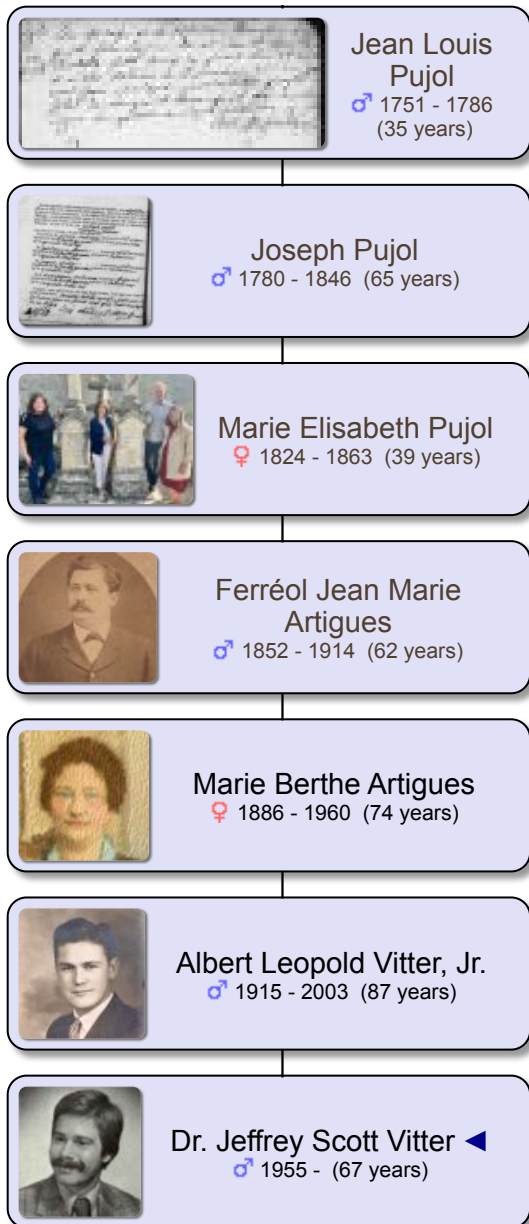 Jean Louis
Pujol
♂ 1751 - 1786
(35 years)
Joseph Pujol
♂ 1780 - 1846 (65 years)
Marie Elisabeth Pujol
♀ 1824 - 1863 (39 years)
Ferréol Jean Marie
Artigues
♂ 1852 - 1914 (62 years)
Marie Berthe Artigues
♀ 1886 - 1960 (74 years)
Albert Leopold Vitter, Jr.
♂ 1915 - 2003 (87 years)
Dr. Jeffrey Scott Vitter ◄
♂ 1955 - (67 years)